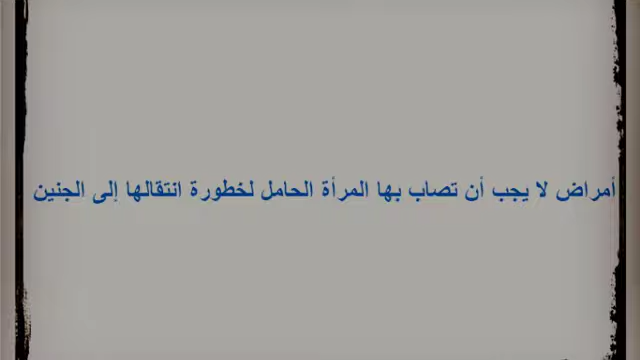 أمراض لا يجب أن تصاب بها المرأة الحامل لخطورة انتقالها إلى الجنين